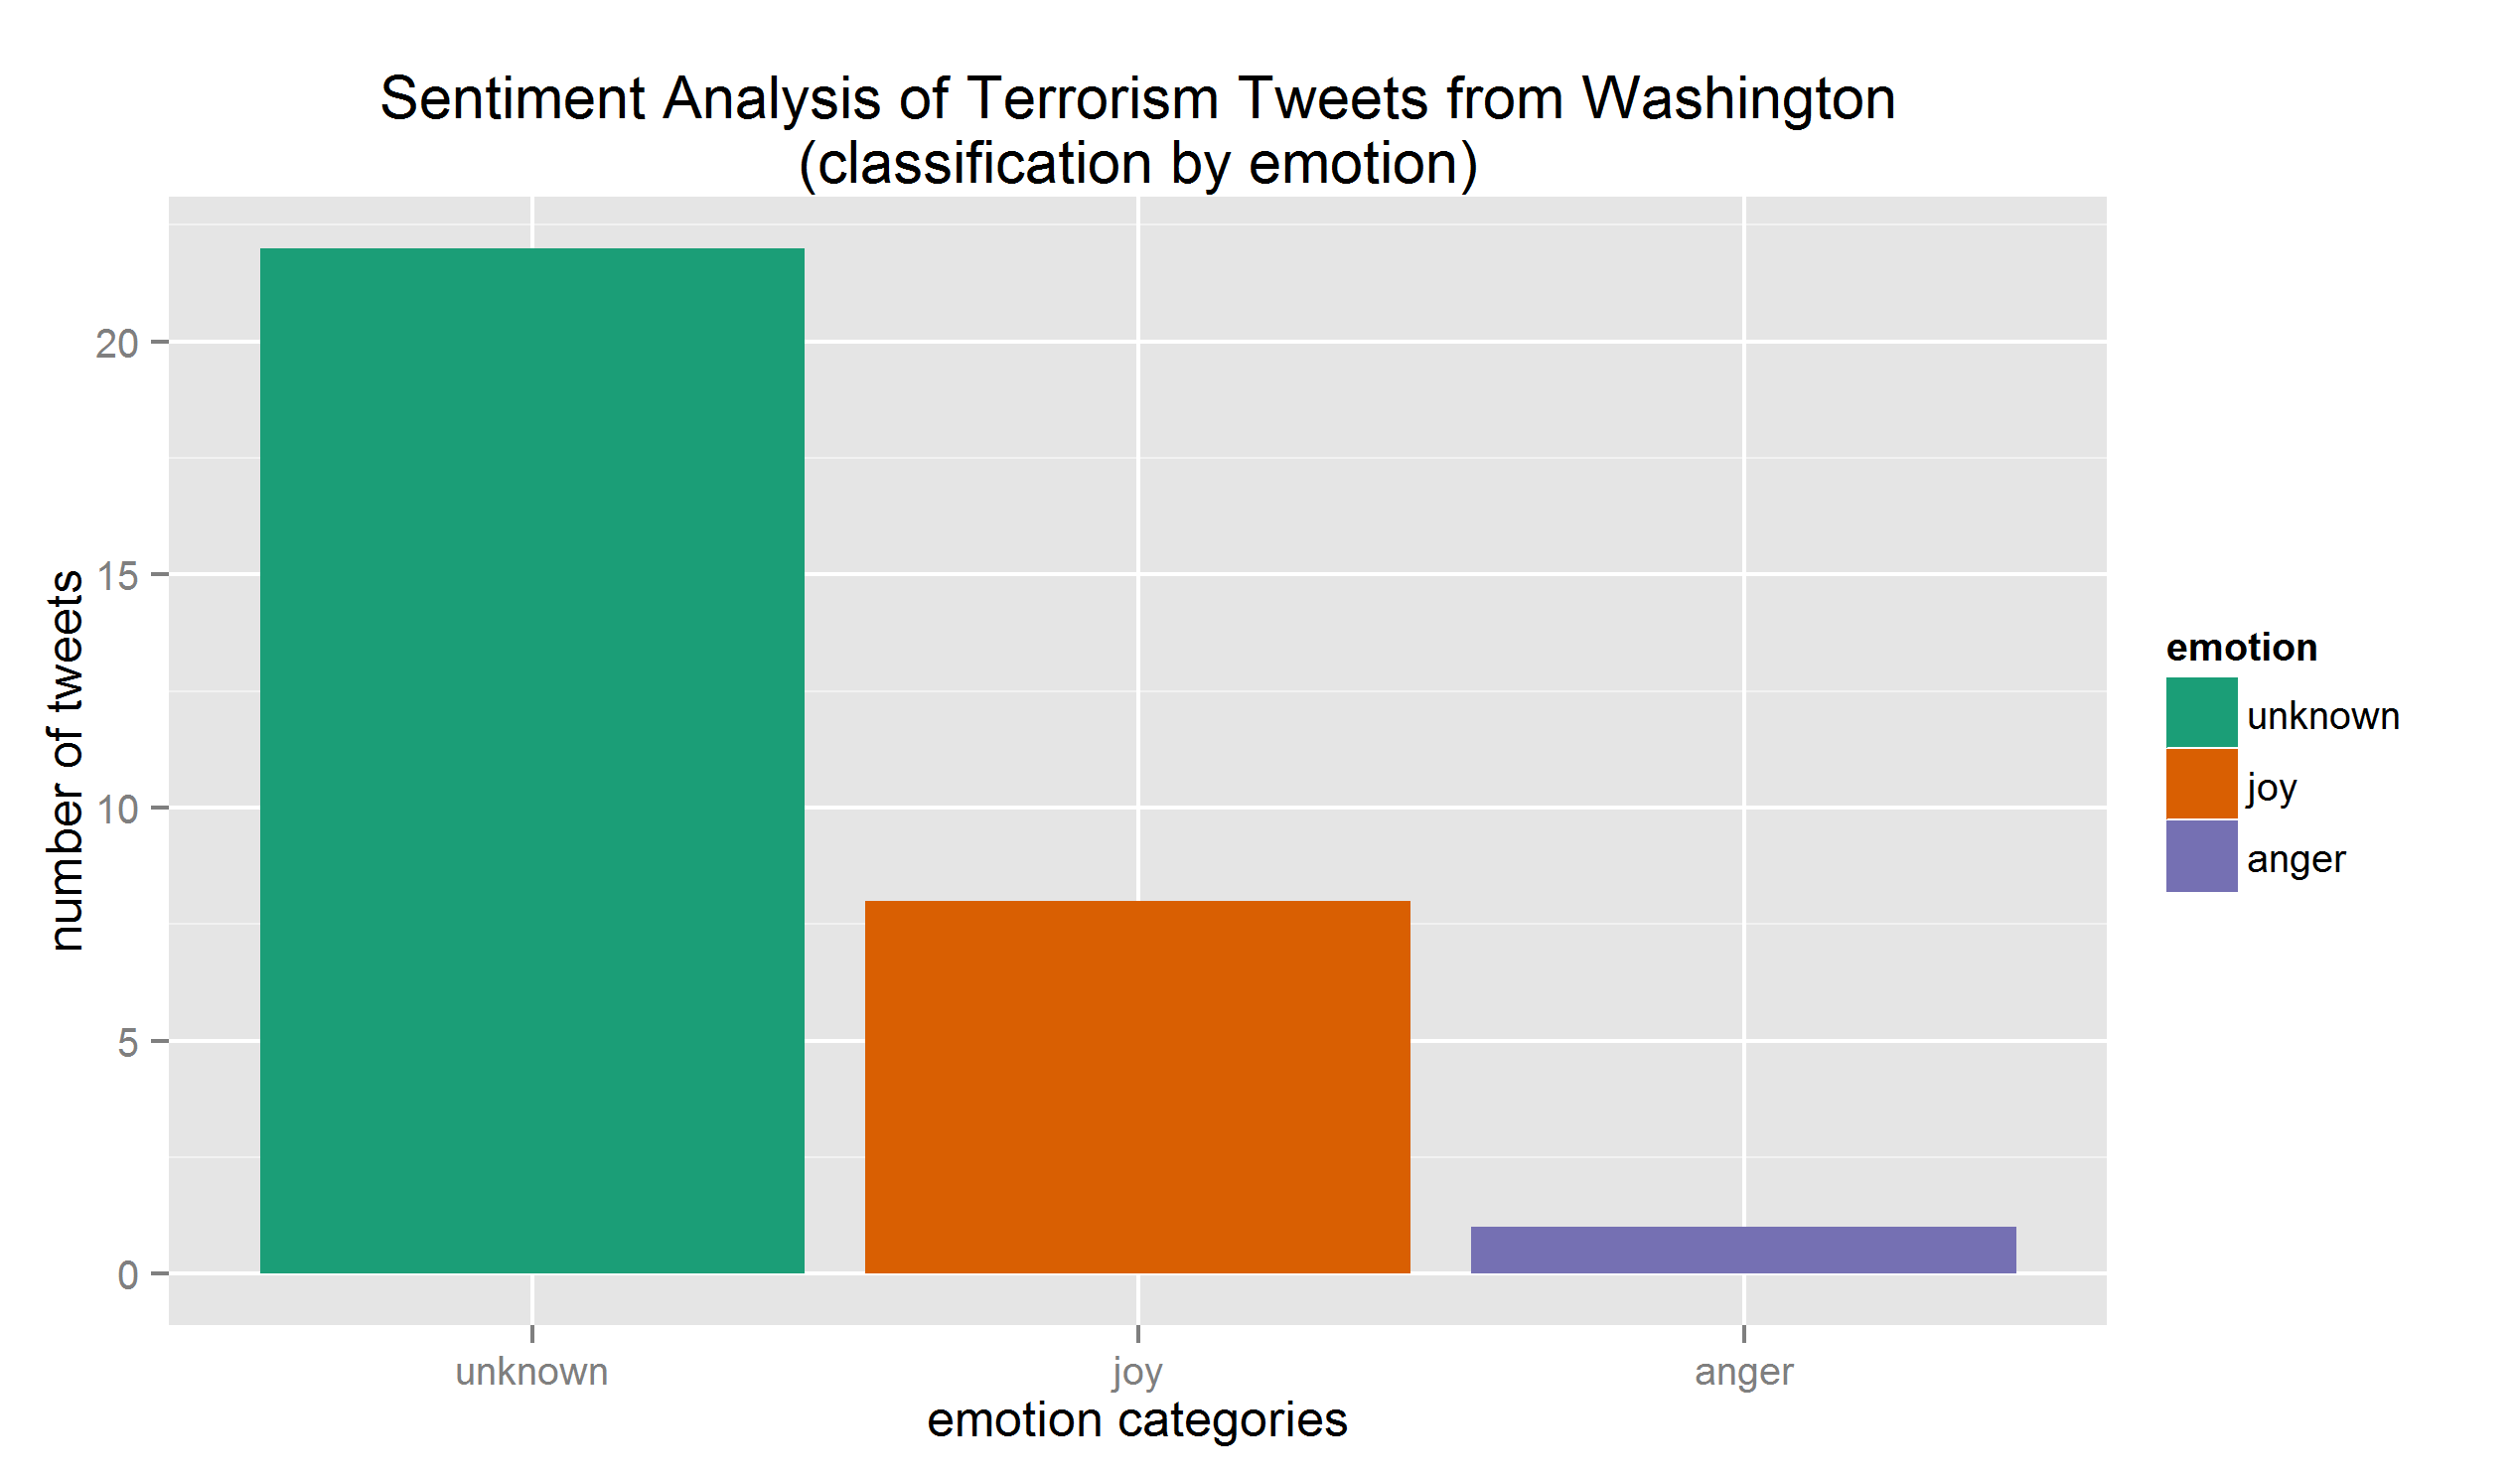 Sentiment Analysis of Terrorism Tweets from Washington
(classification by emotion)
number of tweets
20
15
10
5
0
unknown
joy
anger
emotion categories
emotion
unknown
joy
anger